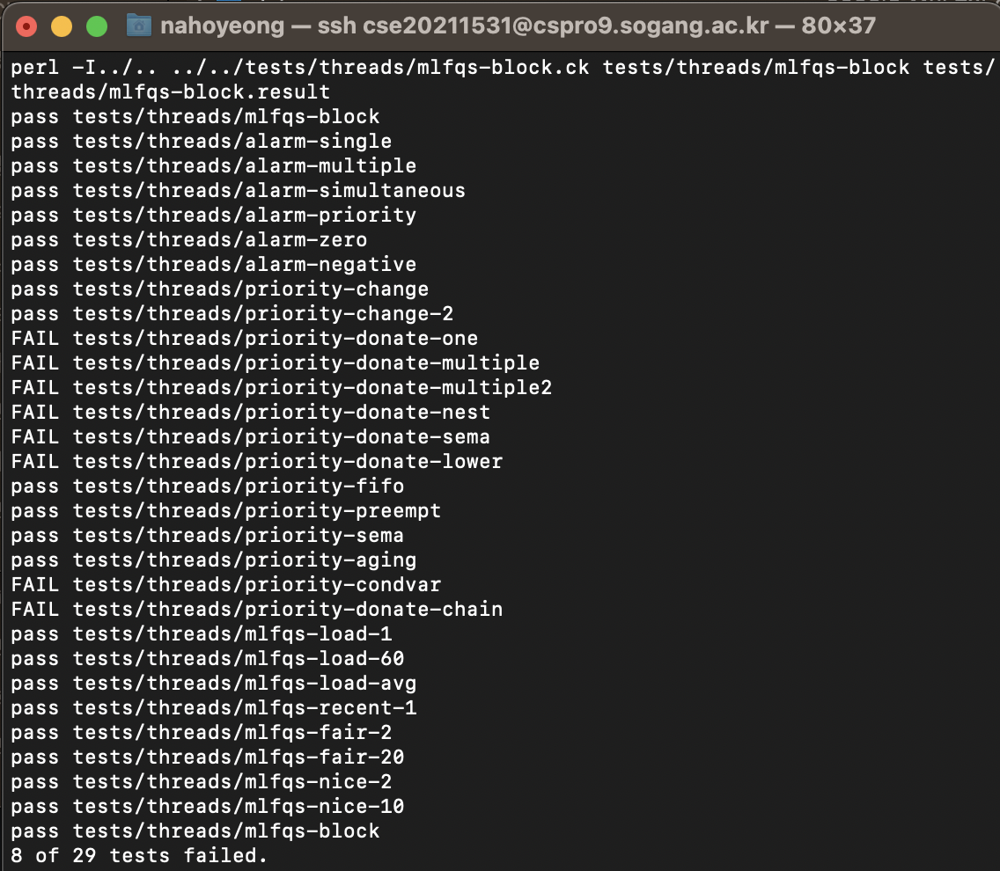 nahoyeong — ssh cse20211531@cspro9.sogang.ac.kr — 80×37
perl -I../.. ../../tests/threads/mlfqs-block.ck tests/threads/mlfqs-block tests/
threads/mlfqs-block.result
pass tests/threads/mlfqs-block
pass tests/threads/alarm-single
pass tests/threads/alarm-multiple
pass tests/threads/alarm-simultaneous
pass tests/threads/alarm-priority
pass tests/threads/alarm-zero
pass tests/threads/alarm-negative
pass tests/threads/priority-change
pass tests/threads/priority-change-2
FAIL tests/threads/priority-donate-one
FAIL tests/threads/priority-donate-multiple
FAIL tests/threads/priority-donate-multiple2
FAIL tests/threads/priority-donate-nest
FAIL tests/threads/priority-donate-sema
FAIL tests/threads/priority-donate-lower
pass tests/threads/priority-fifo
pass tests/threads/priority-preempt
pass tests/threads/priority-sema
pass tests/threads/priority-aging
FAIL tests/threads/priority-condvar
FAIL tests/threads/priority-donate-chain
pass tests/threads/mlfqs-load-1
pass tests/threads/mlfqs-load-60
pass tests/threads/mlfqs-load-avg
pass tests/threads/mlfqs-recent-1
pass tests/threads/mlfqs-fair-2
pass tests/threads/mlfqs-fair-20
pass tests/threads/mlfqs-nice-2
pass tests/threads/mlfqs-nice-10
pass tests/threads/mlfqs-block
8 of 29 tests failed.